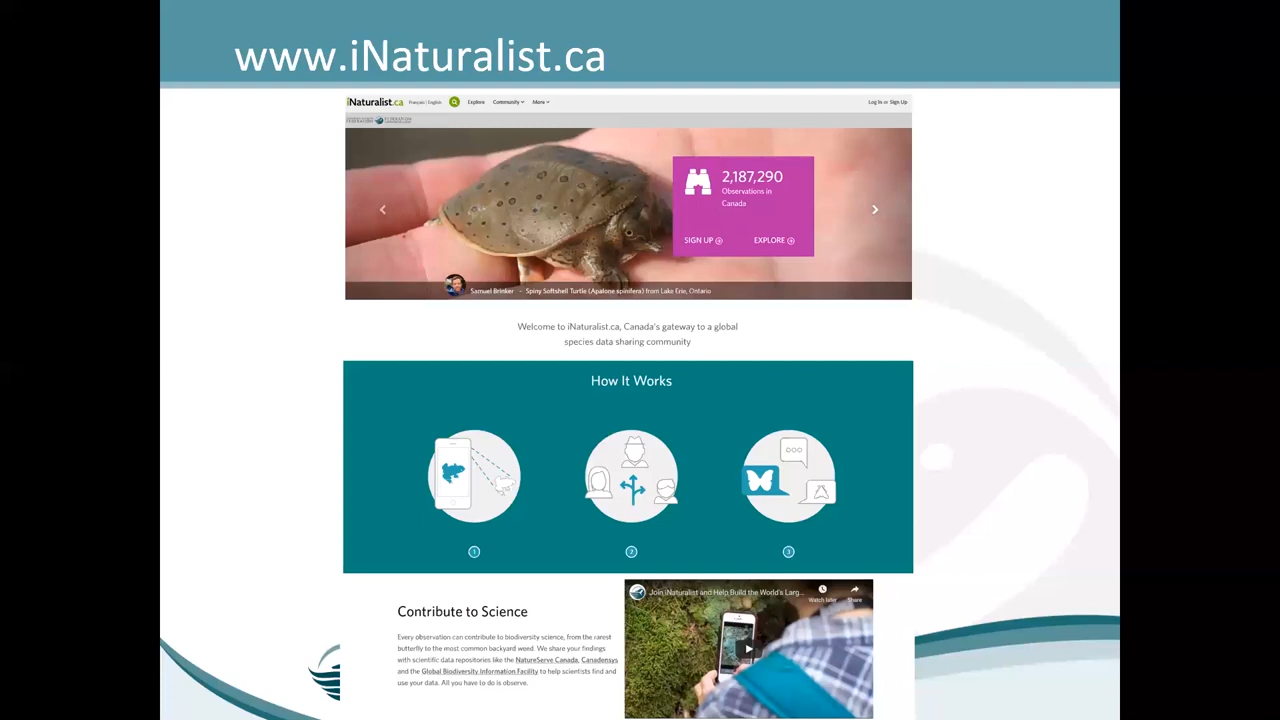 www.iNaturalist.ca
iNaturalist.ca Français / English Explore Community More Log In or Sign Up
2,187,290
Observations in
Canada
SIGN UP EXPLORE
Samuel Brinker - Spiny Softshell Turtle (Apalone spinifera) from Lake Erie, Ontario
Welcome to iNaturalist.ca, Canada's gateway to a global
species data sharing community
How It Works
1 2 3
Join iNaturalist and Help Build the World's Larg...
Watch later Share
Contribute to Science
Every observation can contribute to biodiversity science, from the rarest
butterfly to the most common backyard weed. We share your findings
with scientific data repositories like the NatureServe Canada, Canadensys
and the Global Biodiversity Information Facility to help scientists find and
use your data. All you have to do is observe.